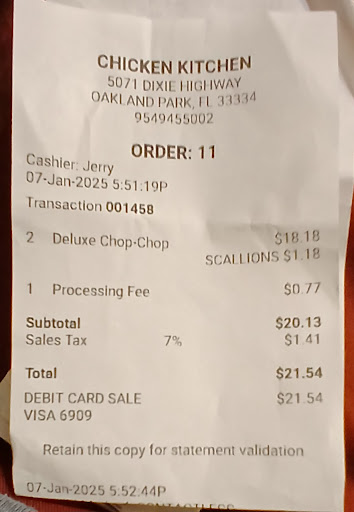 CHICKEN KITCHEN
5071 DIXIE HIGHWAY
OAKLAND PARK, FL 33334
9549455002
ORDER: 11
Cashier: Jerry
07-Jan-2025 5:51:19P
Transaction 001458
2 Deluxe Chop-Chop $18.18
SCALLIONS $1.18
1 Processing Fee $0.77
Subtotal $20.13
Sales Tax 7% $1.41
Total $21.54
DEBIT CARD SALE $21.54
VISA 6909
Retain this copy for statement validation
07-Jan-2025 5:52:44P